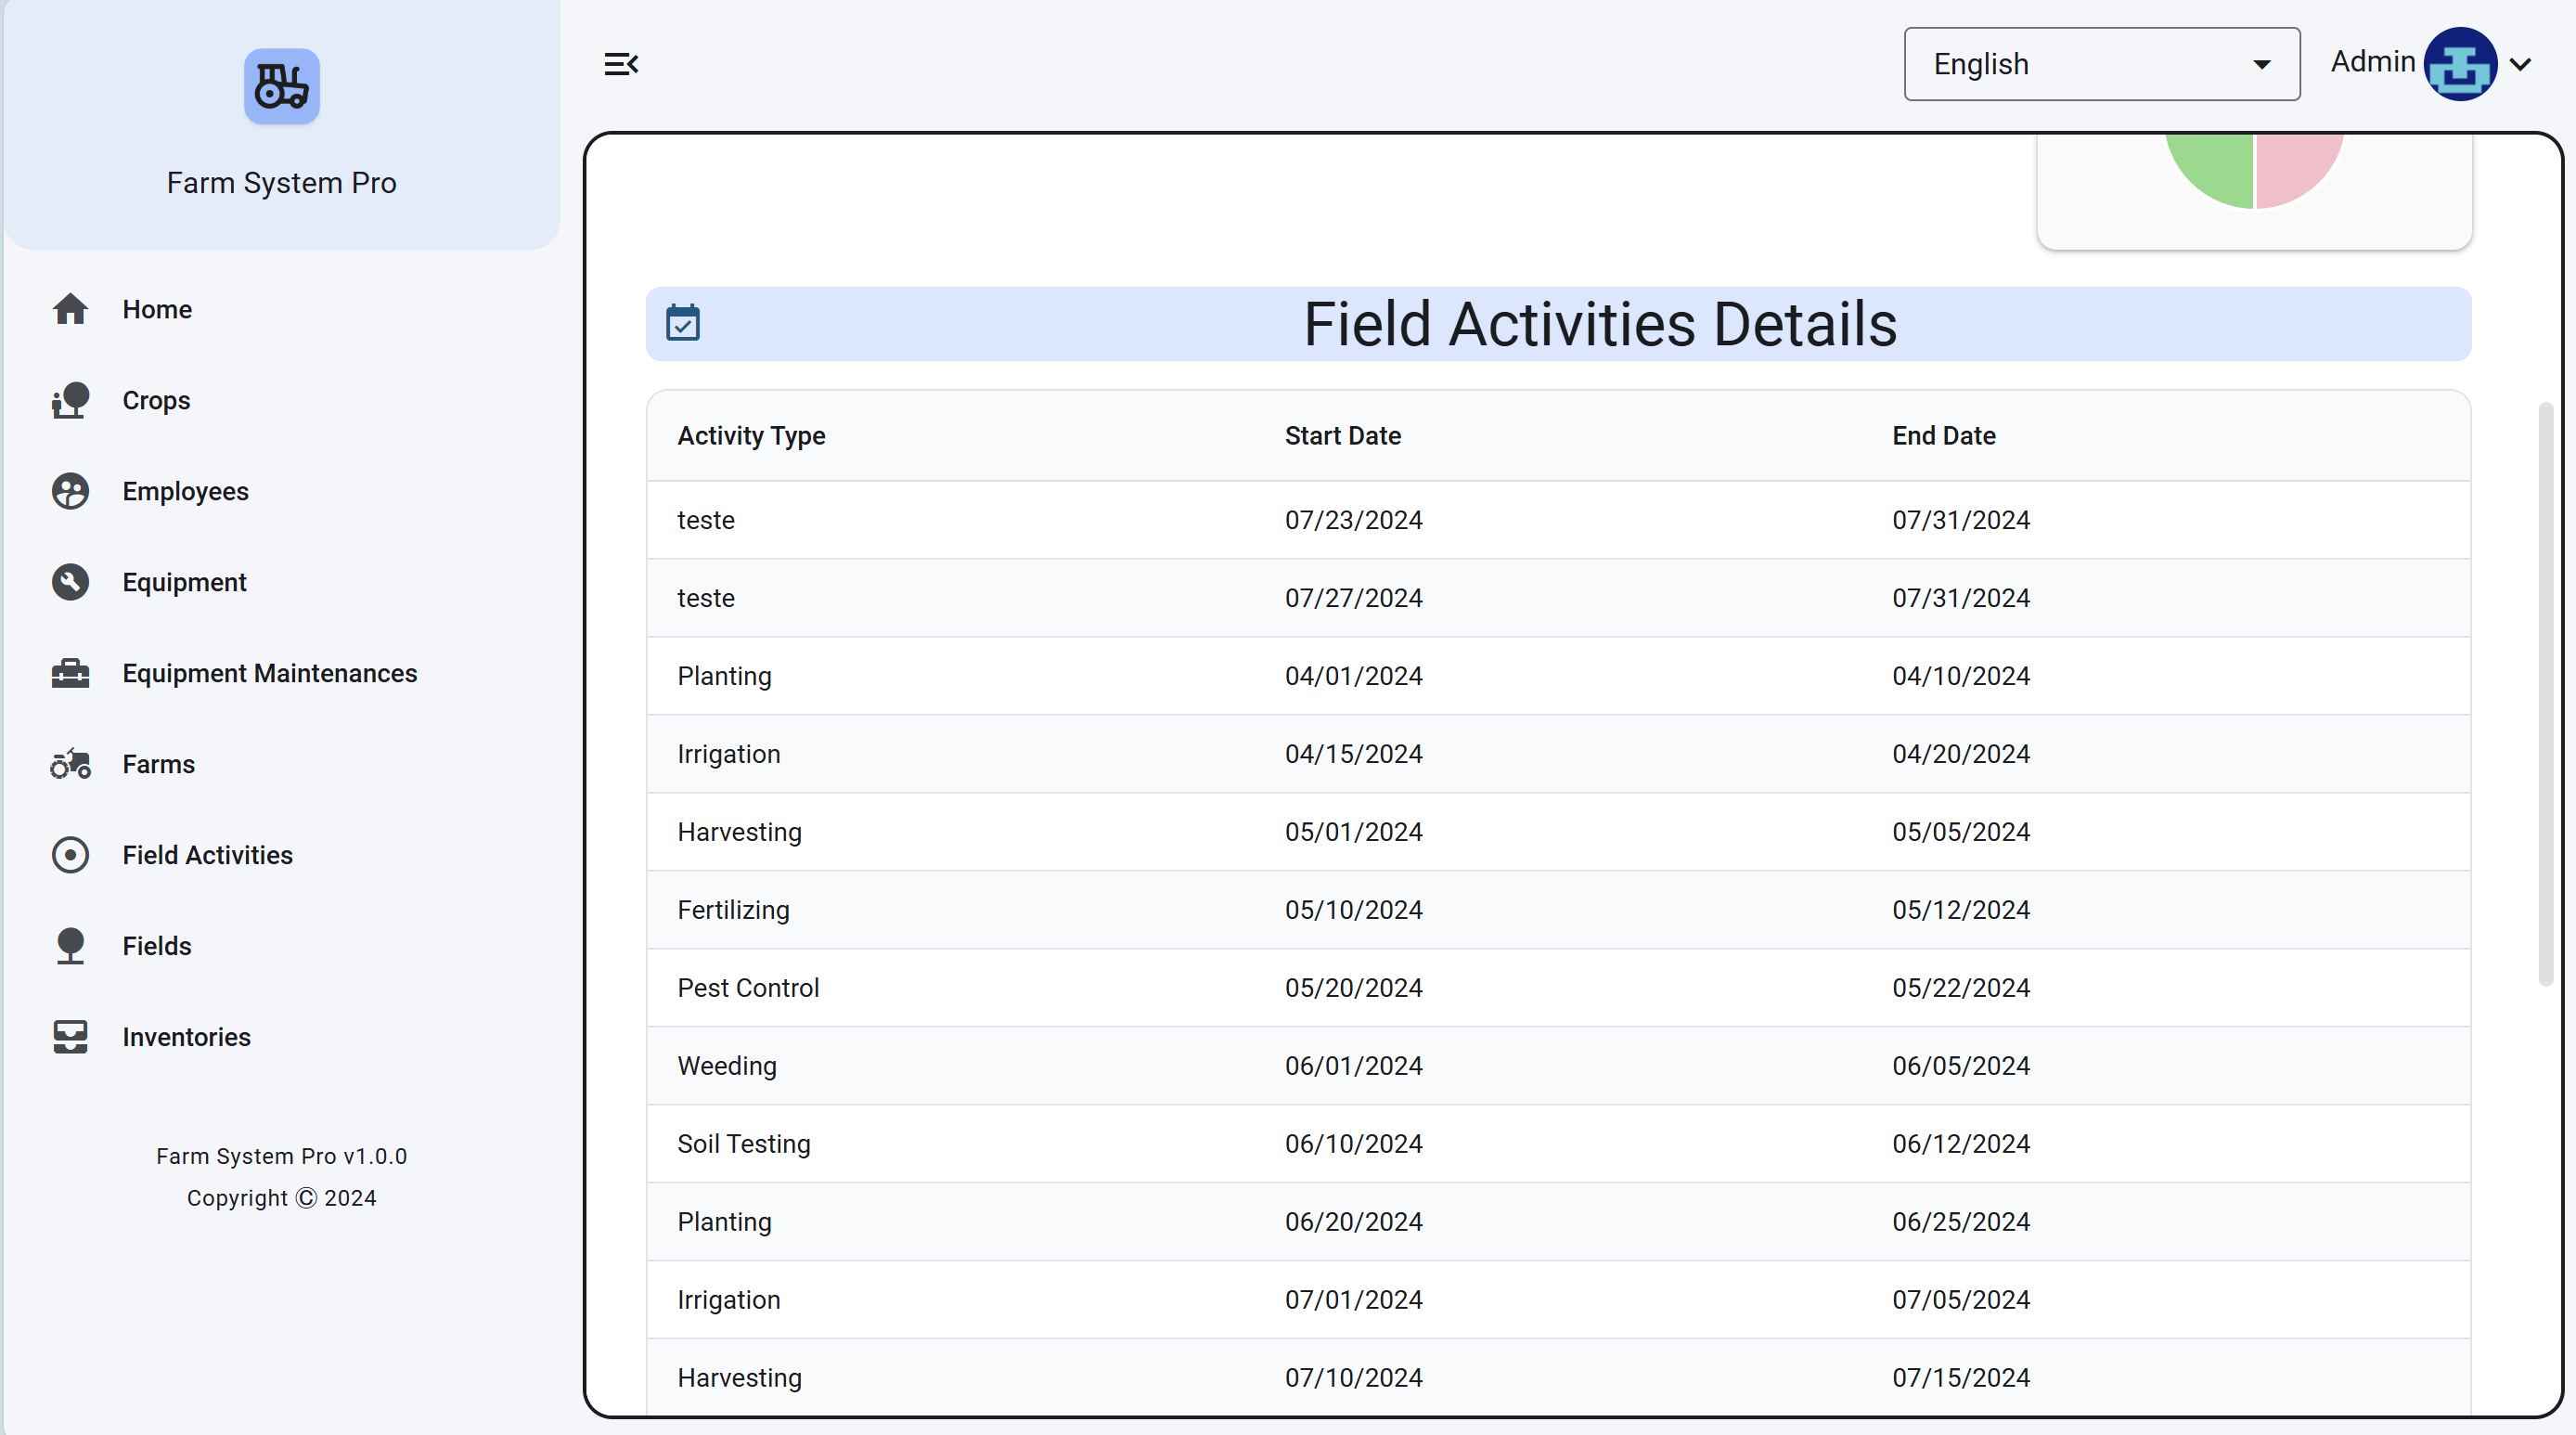 Farm System Pro
Home
Crops
Employees
Equipment
Equipment Maintenances
Farms
Field Activities
Fields
Inventories
Farm System Pro v1.0.0
Copyright Ⓒ 2024
English
Admin
Field Activities Details
Activity Type Start Date End Date
teste 07/23/2024 07/31/2024
teste 07/27/2024 07/31/2024
Planting 04/01/2024 04/10/2024
Irrigation 04/15/2024 04/20/2024
Harvesting 05/01/2024 05/05/2024
Fertilizing 05/10/2024 05/12/2024
Pest Control 05/20/2024 05/22/2024
Weeding 06/01/2024 06/05/2024
Soil Testing 06/10/2024 06/12/2024
Planting 06/20/2024 06/25/2024
Irrigation 07/01/2024 07/05/2024
Harvesting 07/10/2024 07/15/2024